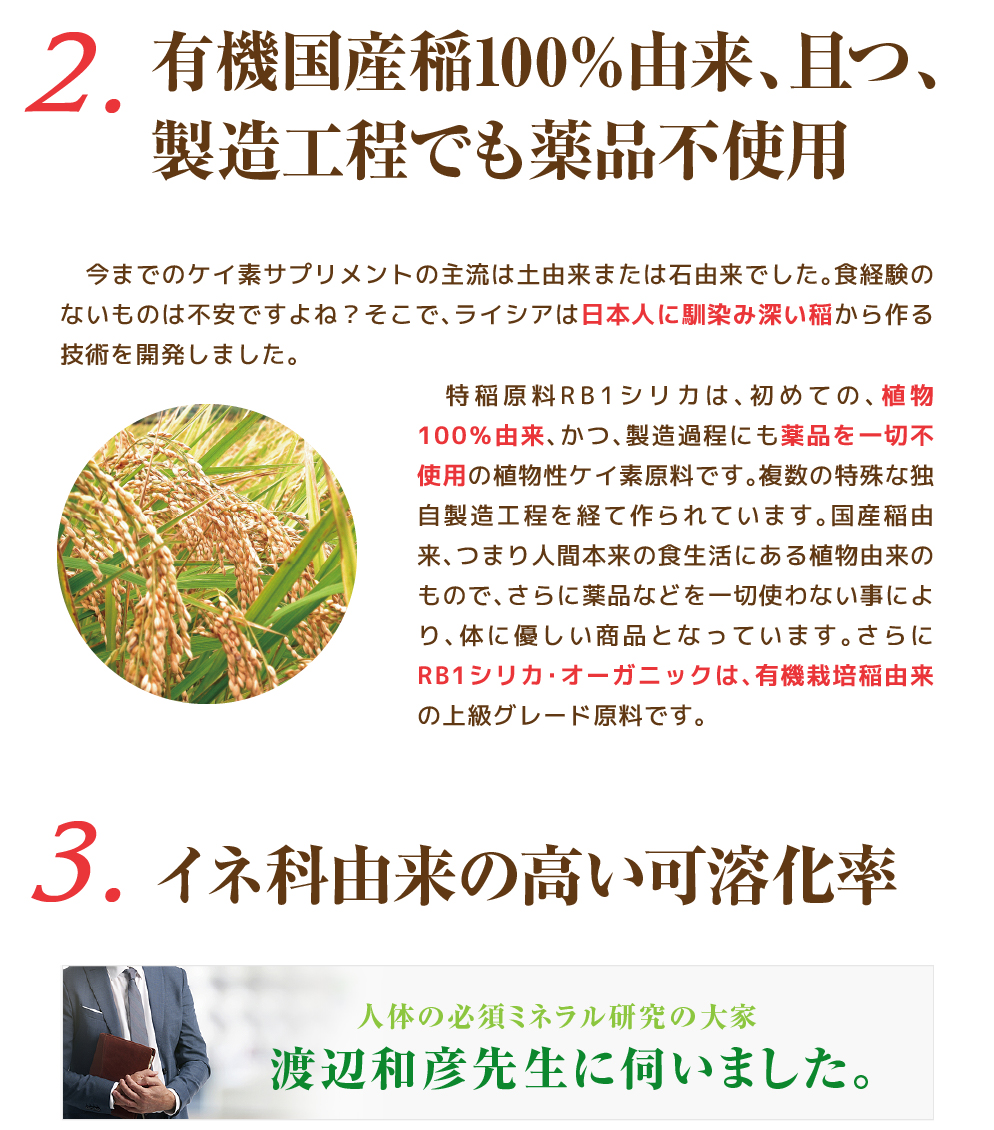 2.
有機国産稲100%由来、且つ、
製造工程でも薬品不使用
今までのケイ素サプリメントの主流は土由来または石由来でした。食経験の
ないものは不安ですよね？そこで、ライシアは日本人に馴染み深い稲から作る
技術を開発しました。
特稲原料RB1シリカは、初めての、植物
100%由来、かつ、製造過程にも薬品を一切不
使用の植物性ケイ素原料です。複数の特殊な独
自製造工程を経て作られています。国産稲由
来、つまり人間本来の食生活にある植物由来の
もので、さらに薬品などを一切使わない事によ
り、体に優しい商品となっています。さらに
RB1シリカ・オーガニックは、有機栽培稲由来
の上級グレード原料です。
3.
イネ科由来の高い可溶化率
人体の必須ミネラル研究の大家
渡辺和彦先生に伺いました。